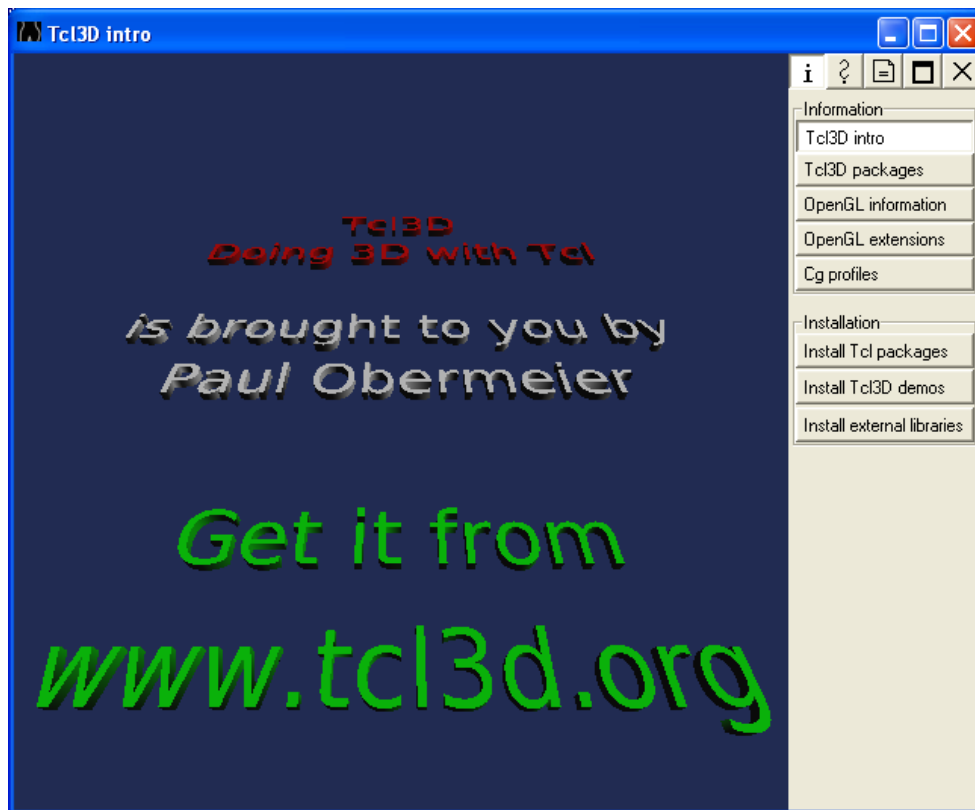 Tcl3D intro
Information
Tcl3D intro
Tcl3D packages
OpenGL information
OpenGL extensions
Cg profiles
Installation
Install Tcl packages
Install Tcl3D demos
Install external libraries
Tcl3D
Doing 3D with Tcl
is brought to you by
Paul Obermeier
Get it from
www.tcl3d.org